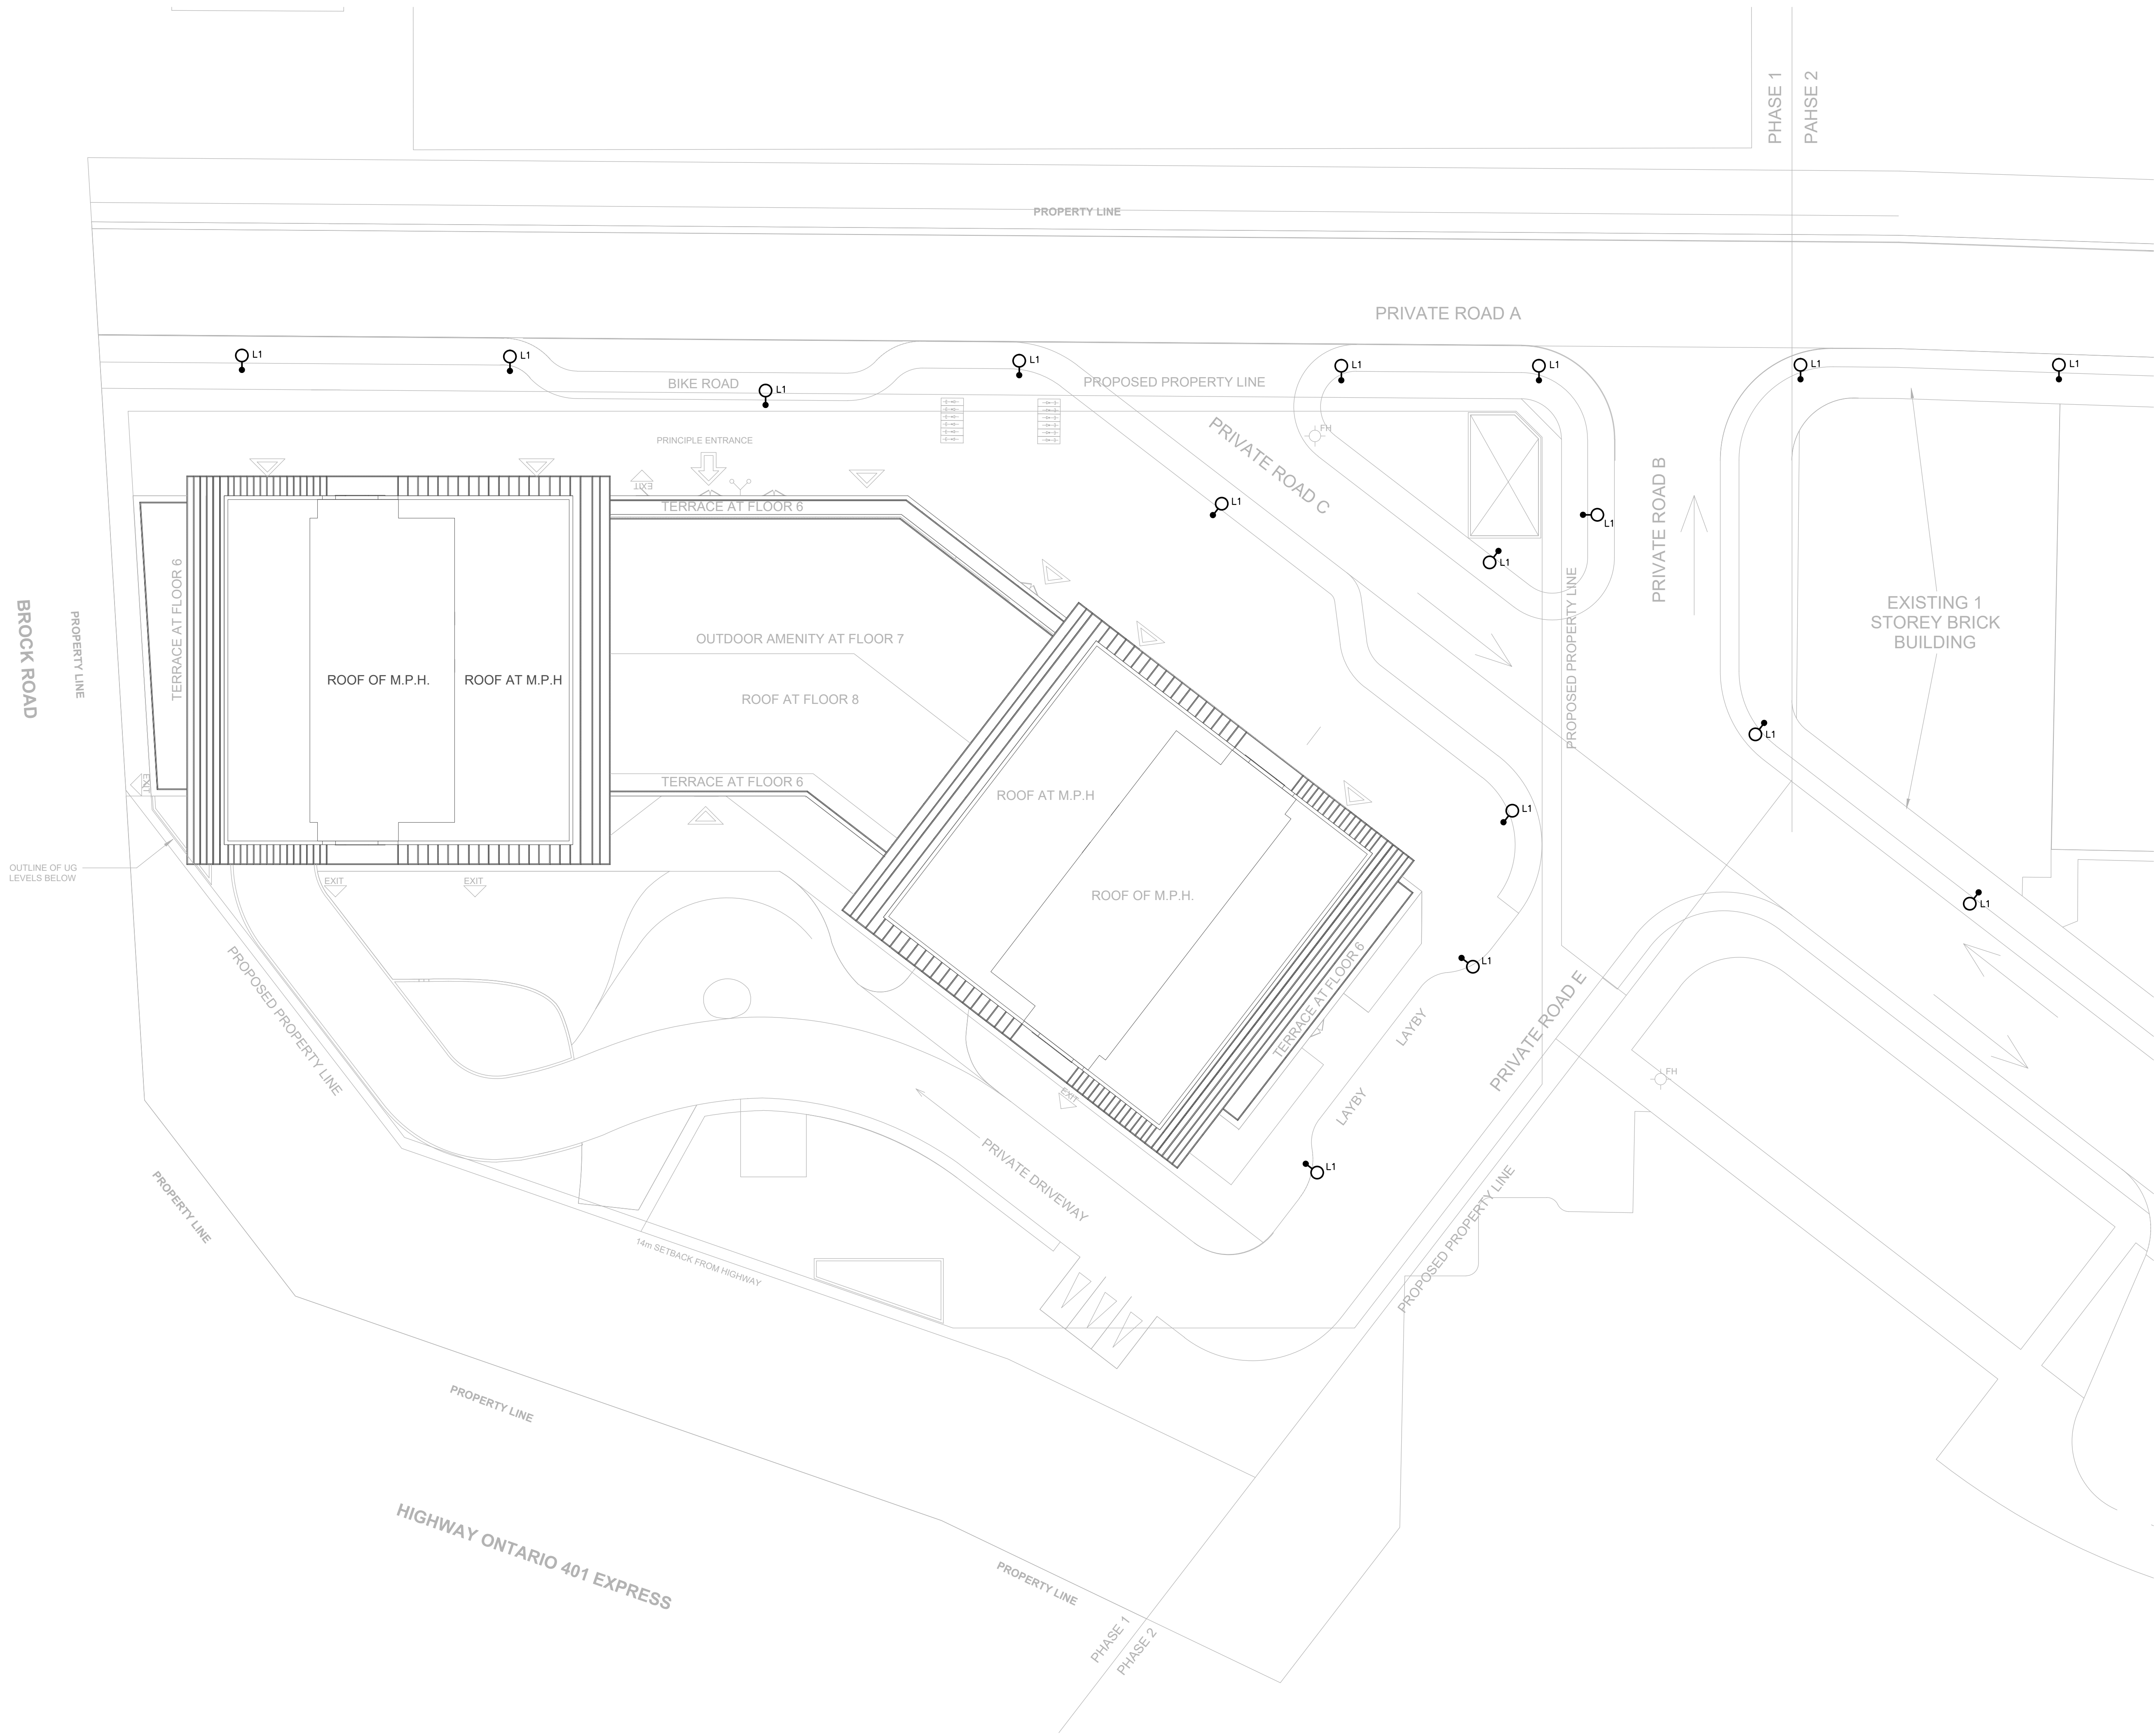 PHASE 1
PAHSE 2
PROPERTY LINE
PRIVATE ROAD A
L1
L1
L1
L1
L1
L1
L1
L1
BIKE ROAD
PROPOSED PROPERTY LINE
L1
PRINCIPLE ENTRANCE
FH
PRIVATE ROAD C
PRIVATE ROAD B
EXIT
TERRACE AT FLOOR 6
L1
L1
L1
TERRACE AT FLOOR 6
BROCK ROAD
PROPERTY LINE
OUTDOOR AMENITY AT FLOOR 7
PROPOSED PROPERTY LINE
EXISTING 1
STOREY BRICK
BUILDING
ROOF OF M.P.H.
ROOF AT M.P.H
ROOF AT FLOOR 8
L1
EXIT
TERRACE AT FLOOR 6
ROOF AT M.P.H
L1
OUTLINE OF UG
LEVELS BELOW
EXIT
EXIT
ROOF OF M.P.H.
L1
PROPOSED PROPERTY LINE
L1
TERRACE AT FLOOR 6
LAYBY
PRIVATE ROAD E
FH
EXIT
LAYBY
PRIVATE DRIVEWAY
L1
PROPERTY LINE
PROPOSED PROPERTY LINE
14m SETBACK FROM HIGHWAY
PROPERTY LINE
HIGHWAY ONTARIO 401 EXPRESS
PROPERTY LINE
PHASE 1
PHASE 2